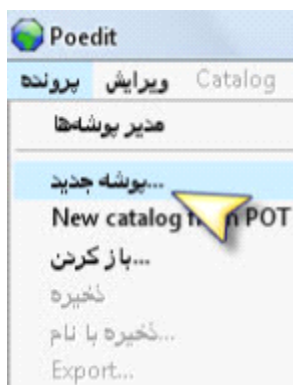 Poedit
پرونده ویرایش Catalog
مدیر پوشه‌ها
پوشه جدید...
New catalog from POT
باز کردن...
ذخیره
ذخیره با نام...
Export...